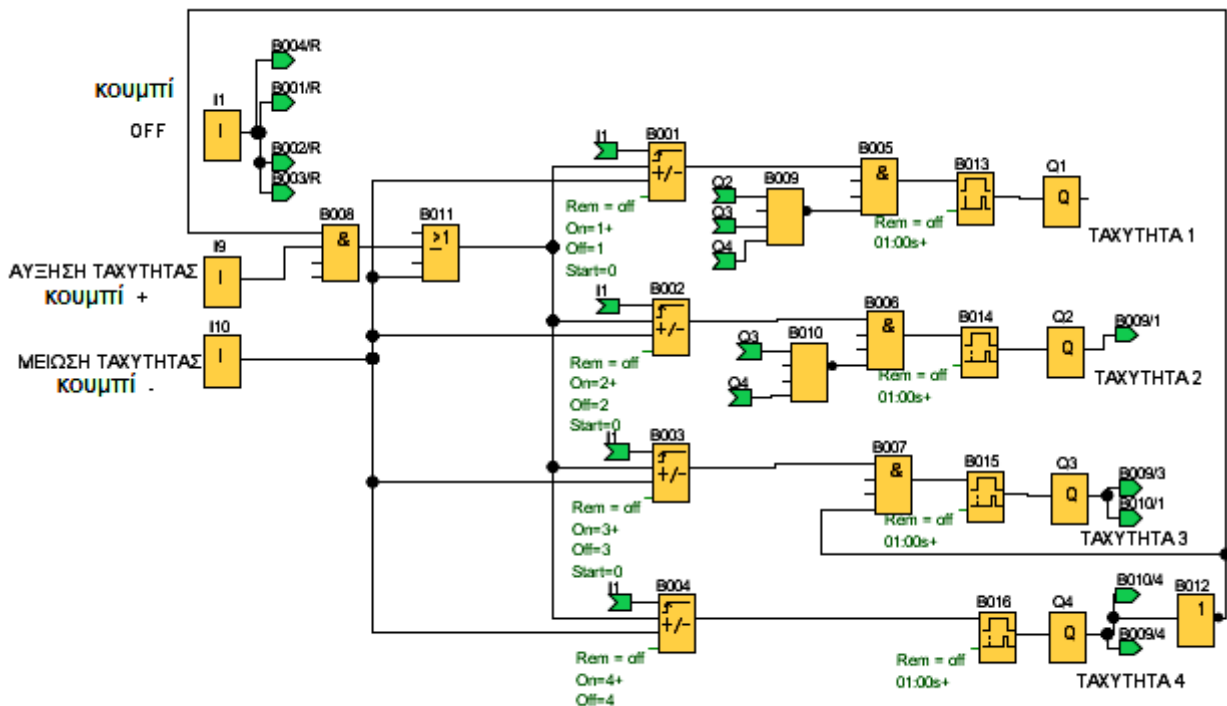 κουμπί
OFF
I1
I
B004/R
B001/R
B002/R
B003/R
I9
I
ΑΥΞΗΣΗ ΤΑΧΥΤΗΤΑΣ
κουμπί +
I10
I
ΜΕΙΩΣΗ ΤΑΧΥΤΗΤΑΣ
κουμπί -
B008
&
B011
>1
I1
B001
+/-
Rem = off
On=1+
Off=1
Start=0
Q2
Q3
Q4
B009
B005
&
B013
Rem = off
01:00s+
Q1
Q
ΤΑΧΥΤΗΤΑ 1
I1
B002
+/-
Rem = off
On=2+
Off=2
Start=0
Q3
Q4
B010
B006
&
B014
Rem = off
01:00s+
Q2
Q
B009/1
ΤΑΧΥΤΗΤΑ 2
I1
B003
+/-
Rem = off
On=3+
Off=3
Start=0
B007
&
B015
Rem = off
01:00s+
Q3
Q
B009/3
B010/1
ΤΑΧΥΤΗΤΑ 3
I1
B004
+/-
Rem = off
On=4+
Off=4
B016
Rem = off
01:00s+
Q4
Q
B010/4
B009/4
B012
1
ΤΑΧΥΤΗΤΑ 4